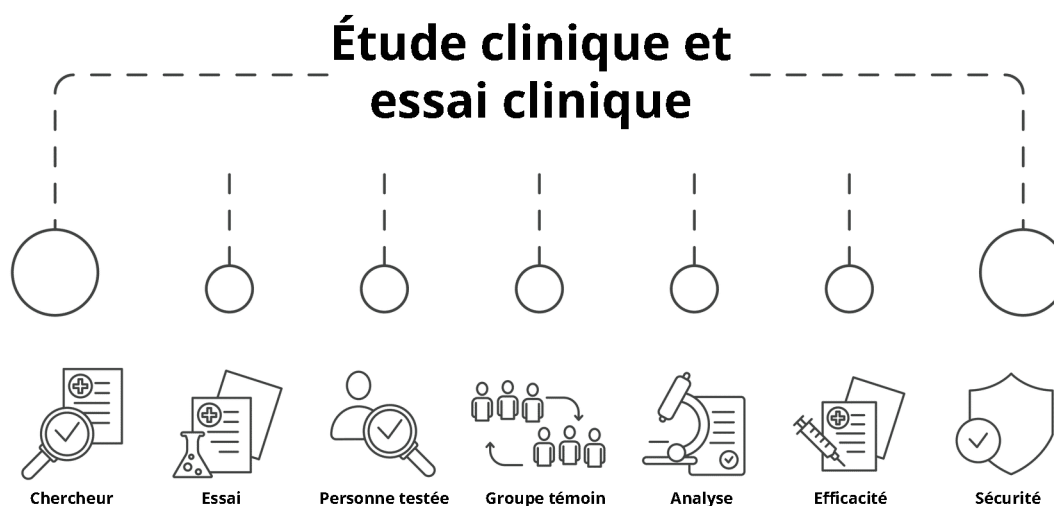 Étude clinique et
essai clinique
Chercheur
Essai
Personne testée
Groupe témoin
Analyse
Efficacité
Sécurité